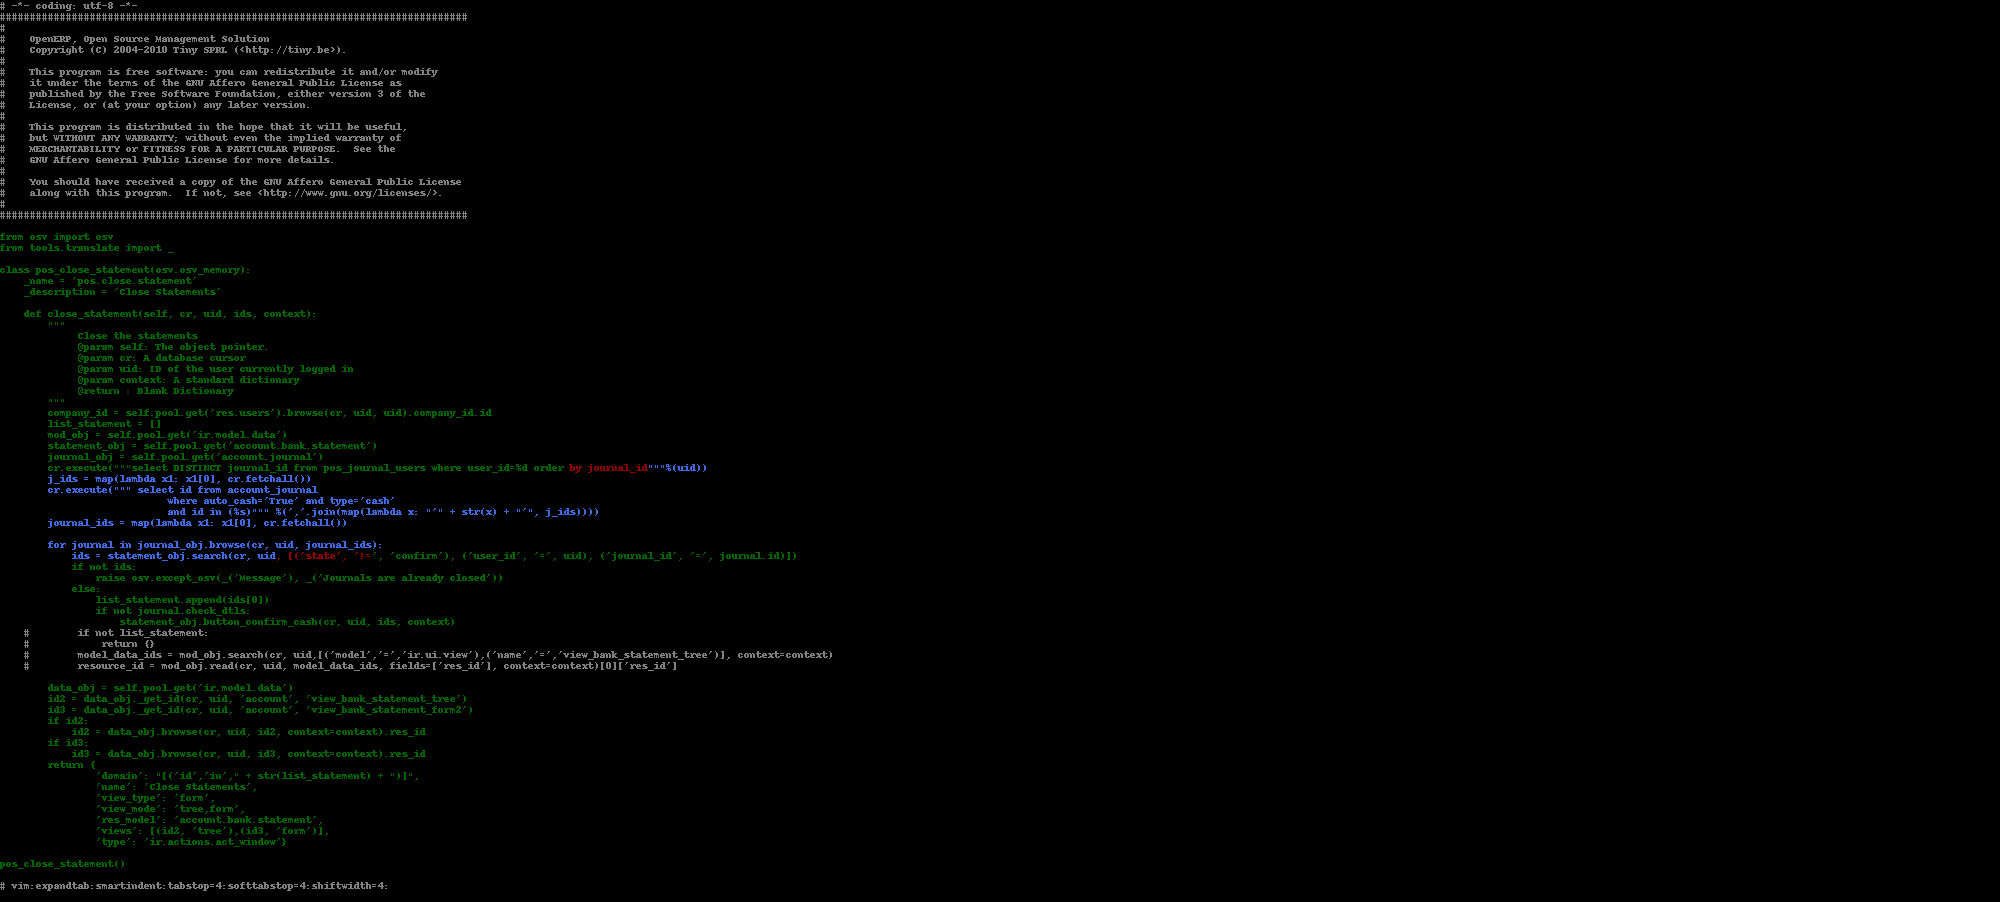 # -*- coding: utf-8 -*-
##############################################################################
#
#    OpenERP, Open Source Management Solution
#    Copyright (C) 2004-2010 Tiny SPRL (<http://tiny.be>).
#
#    This program is free software: you can redistribute it and/or modify
#    it under the terms of the GNU Affero General Public License as
#    published by the Free Software Foundation, either version 3 of the
#    License, or (at your option) any later version.
#
#    This program is distributed in the hope that it will be useful,
#    but WITHOUT ANY WARRANTY; without even the implied warranty of
#    MERCHANTABILITY or FITNESS FOR A PARTICULAR PURPOSE.  See the
#    GNU Affero General Public License for more details.
#
#    You should have received a copy of the GNU Affero General Public License
#    along with this program.  If not, see <http://www.gnu.org/licenses/>.
#
##############################################################################

from osv import osv
from tools.translate import _

class pos_close_statement(osv.osv_memory):
    _name = 'pos.close.statement'
    _description = 'Close Statements'

    def close_statement(self, cr, uid, ids, context):
        """
             Close the statements
             @param self: The object pointer.
             @param cr: A database cursor
             @param uid: ID of the user currently logged in
             @param context: A standard dictionary
             @return : Blank Dictionary
        """
        company_id = self.pool.get('res.users').browse(cr, uid, uid).company_id.id
        list_statement = []
        mod_obj = self.pool.get('ir.model.data')
        statement_obj = self.pool.get('account.bank.statement')
        journal_obj = self.pool.get('account.journal')
        cr.execute("""select DISTINCT journal_id from pos_journal_users where user_id=%d order by journal_id"""%(uid))
        j_ids = map(lambda x1: x1[0], cr.fetchall())
        cr.execute(""" select id from account_journal
                            where auto_cash='True' and type='cash'
                            and id in (%s)""" %(','.join(map(lambda x: "'" + str(x) + "'", j_ids))))
        journal_ids = map(lambda x1: x1[0], cr.fetchall())

        for journal in journal_obj.browse(cr, uid, journal_ids):
            ids = statement_obj.search(cr, uid, [('state', '!=', 'confirm'), ('user_id', '=', uid), ('journal_id', '=', journal.id)])
            if not ids:
                raise osv.except_osv(_('Message'), _('Journals are already closed'))
            else:
                list_statement.append(ids[0])
                if not journal.check_dtls:
                    statement_obj.button_confirm_cash(cr, uid, ids, context)
    #        if not list_statement:
    #            return {}
    #        model_data_ids = mod_obj.search(cr, uid,[('model','=','ir.ui.view'),('name','=','view_bank_statement_tree')], context=context)
    #        resource_id = mod_obj.read(cr, uid, model_data_ids, fields=['res_id'], context=context)[0]['res_id']

        data_obj = self.pool.get('ir.model.data')
        id2 = data_obj._get_id(cr, uid, 'account', 'view_bank_statement_tree')
        id3 = data_obj._get_id(cr, uid, 'account', 'view_bank_statement_form2')
        if id2:
            id2 = data_obj.browse(cr, uid, id2, context=context).res_id
        if id3:
            id3 = data_obj.browse(cr, uid, id3, context=context).res_id
        return {
                'domain': "[('id','in'," + str(list_statement) + ")]",
                'name': 'Close Statements',
                'view_type': 'form',
                'view_mode': 'tree,form',
                'res_model': 'account.bank.statement',
                'views': [(id2, 'tree'),(id3, 'form')],
                'type': 'ir.actions.act_window'}

pos_close_statement()

# vim:expandtab:smartindent:tabstop=4:softtabstop=4:shiftwidth=4: